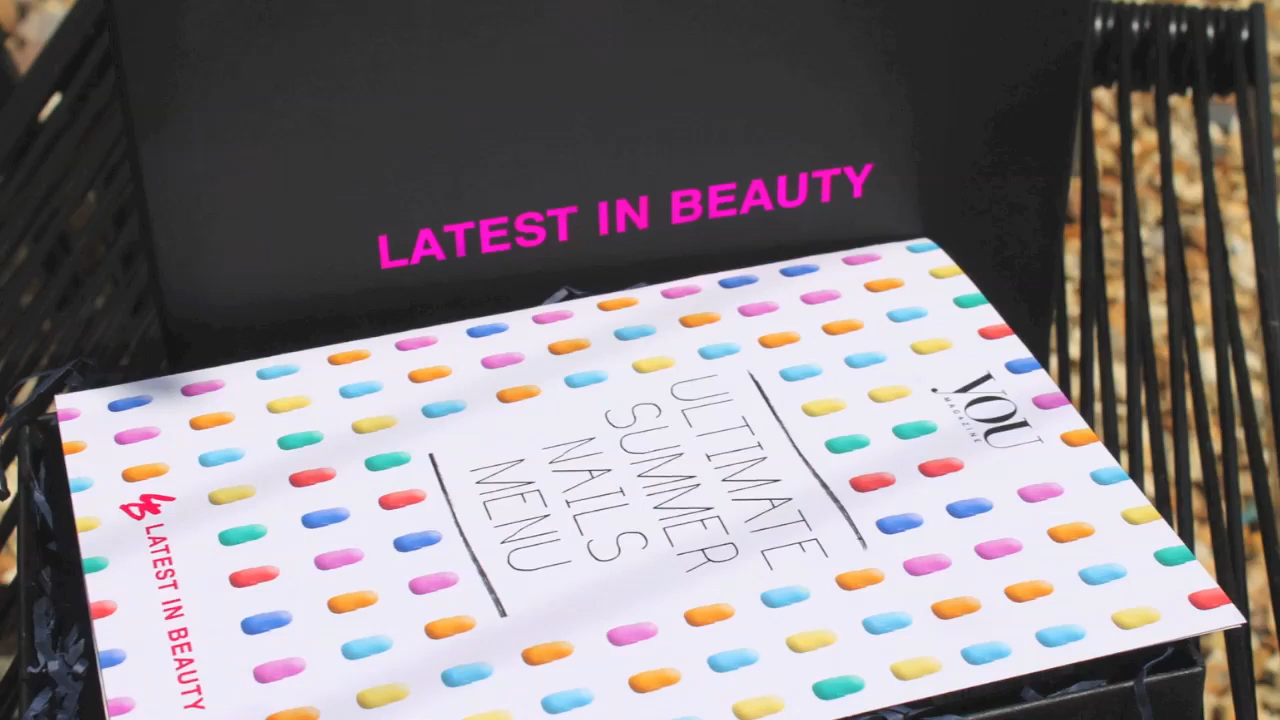 LATEST IN BEAUTY
YOU
MAGAZINE
ULTIMATE
SUMMER
NAILS
MENU
LATEST IN BEAUTY